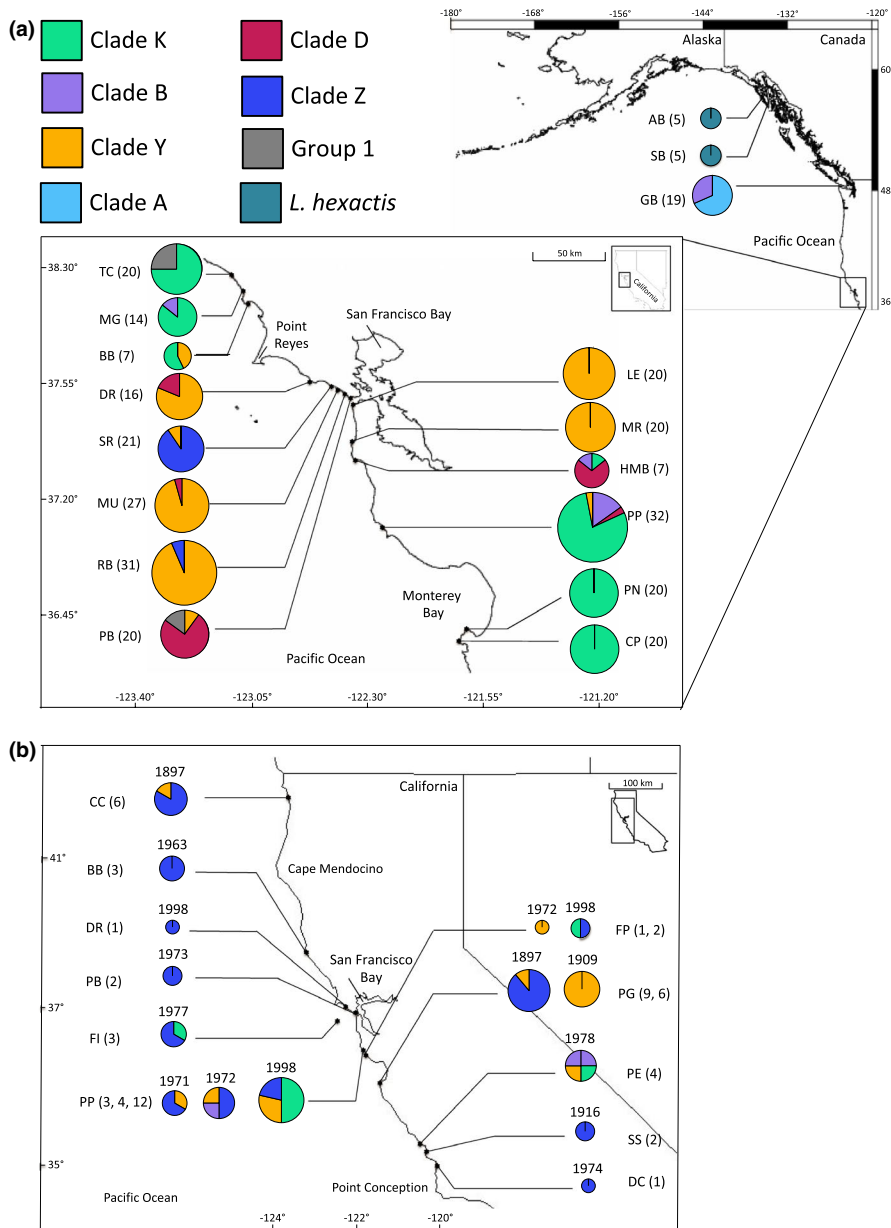 (a)
Clade K
Clade D
Clade B
Clade Z
Clade Y
Group 1
Clade A
L. hexactis
-180° -168° -156° -144° -132° -120°
Alaska
Canada
60
48
36
AB (5)
SB (5)
GB (19)
Pacific Ocean
38.30°
37.55°
37.20°
36.45°
TC (20)
MG (14)
BB (7)
DR (16)
SR (21)
MU (27)
RB (31)
PB (20)
Point
Reyes
San Francisco Bay
50 km
California
LE (20)
MR (20)
HMB (7)
PP (32)
PN (20)
CP (20)
Monterey
Bay
Pacific Ocean
-123.40° -123.05° -122.30° -121.55° -121.20°
(b)
California
100 km
41°
37°
35°
1897
CC (6)
1963
BB (3)
1998
DR (1)
1973
PB (2)
1977
FI (3)
1971 1972 1998
PP (3, 4, 12)
Cape Mendocino
San Francisco
Bay
1972 1998
FP (1, 2)
1897 1909
PG (9, 6)
1978
PE (4)
1916
SS (2)
1974
DC (1)
Point Conception
Pacific Ocean
-124° -122° -120°